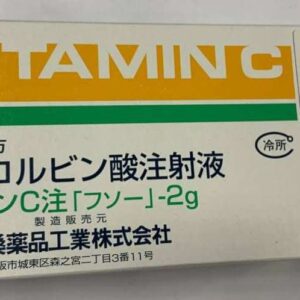 TAMIN C
方
冷所
コルビン酸注射液
ンC注「フソー」-2g
製造販売元
薬品工業株式会社
阪市城東区森之宮二丁目3番11号